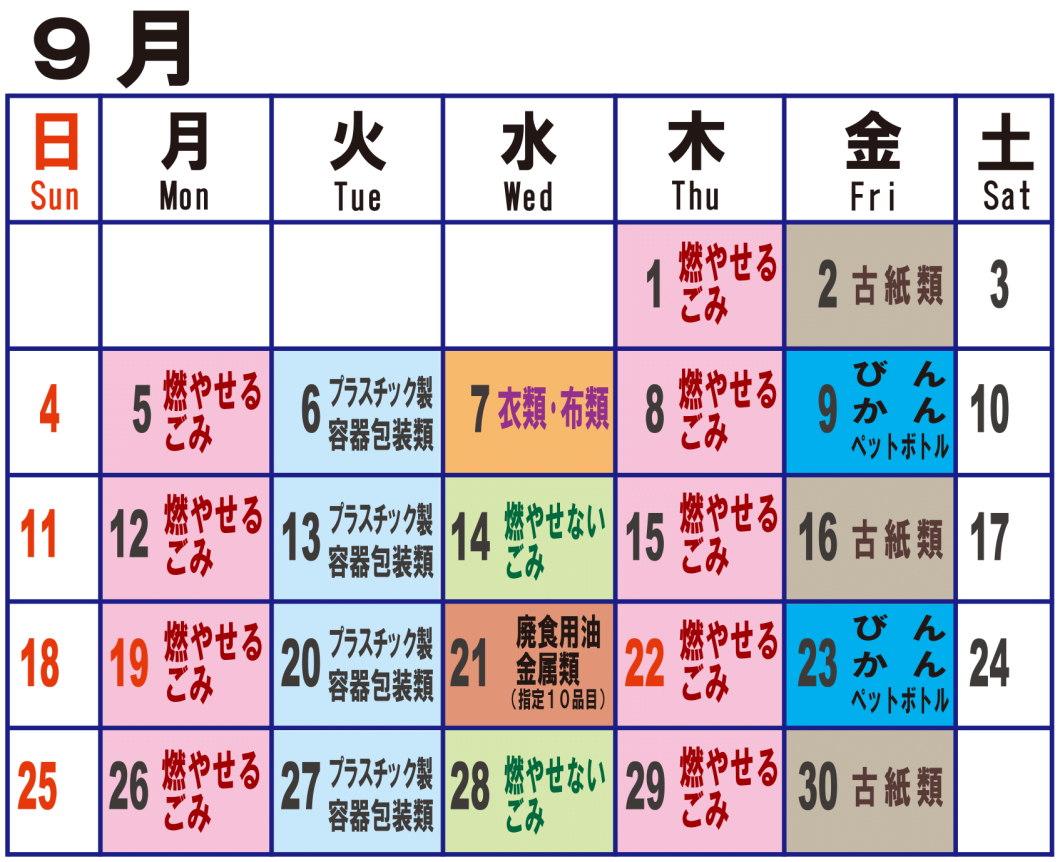 9月
日 月 火 水 木 金 土
Sun Mon Tue Wed Thu Fri Sat
1 燃やせる
ごみ
2 古紙類
3
4
5 燃やせる
ごみ
6 プラスチック製
容器包装類
7 衣類・布類
8 燃やせる
ごみ
9 びん
かん
ペットボトル
10
11
12 燃やせる
ごみ
13 プラスチック製
容器包装類
14 燃やせない
ごみ
15 燃やせる
ごみ
16 古紙類
17
18
19 燃やせる
ごみ
20 プラスチック製
容器包装類
21 廃食用油
金属類
(指定10品目)
22 燃やせる
ごみ
23 びん
かん
ペットボトル
24
25
26 燃やせる
ごみ
27 プラスチック製
容器包装類
28 燃やせない
ごみ
29 燃やせる
ごみ
30 古紙類